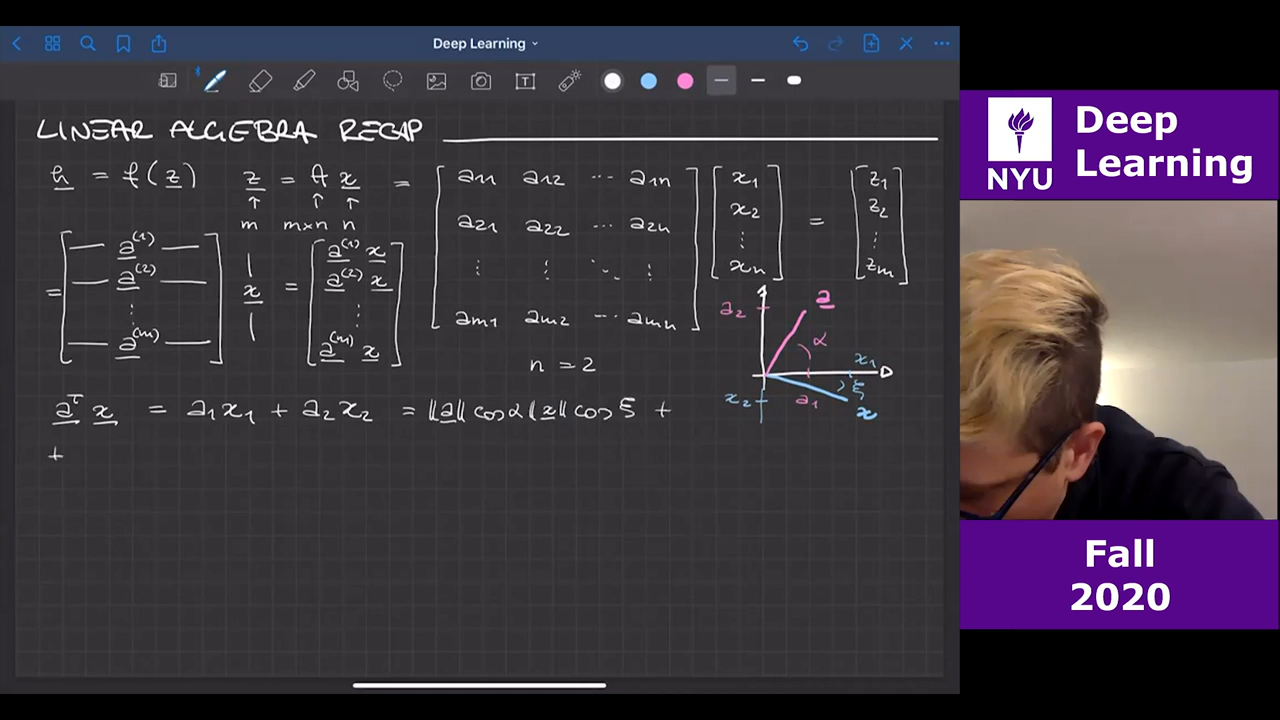 Deep Learning
LINEAR ALGEBRA RECAP
h = f(z) z = A x = [ a11 a12 ... a1n ] [ x1 ] [ z1 ]
↑ ↑ ↑ a21 a22 ... a2n x2 = z2
m m×n n ⋮ ⋮ ⋱ ⋮ ⋮ ⋮
am1 am2 ... amn xn zm
= [ — a(1) — ] | [ a(1) x ]
— a(2) — x = a(2) x
⋮ | ⋮
— a(m) — a(m) x
n = 2
a2 a
α
x1
ξ
x2 a1 x
aᵀ x = a1x1 + a2x2 = ||a|| cos α ||x|| cos ξ +
+
NYU
Deep
Learning
Fall
2020